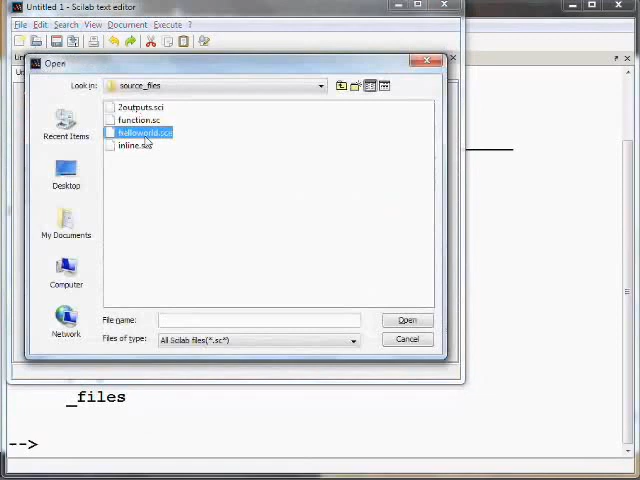 Untitled 1 - Scilab text editor
File Edit Search View Document Execute ?
Open
Look in: source_files
2outputs.sci
function.sc
helloworld.sce
Recent Items
Desktop
My Documents
Computer
Network
File name:
Open
Files of type: All Scilab files(*.sc*)
Cancel
_files
-->